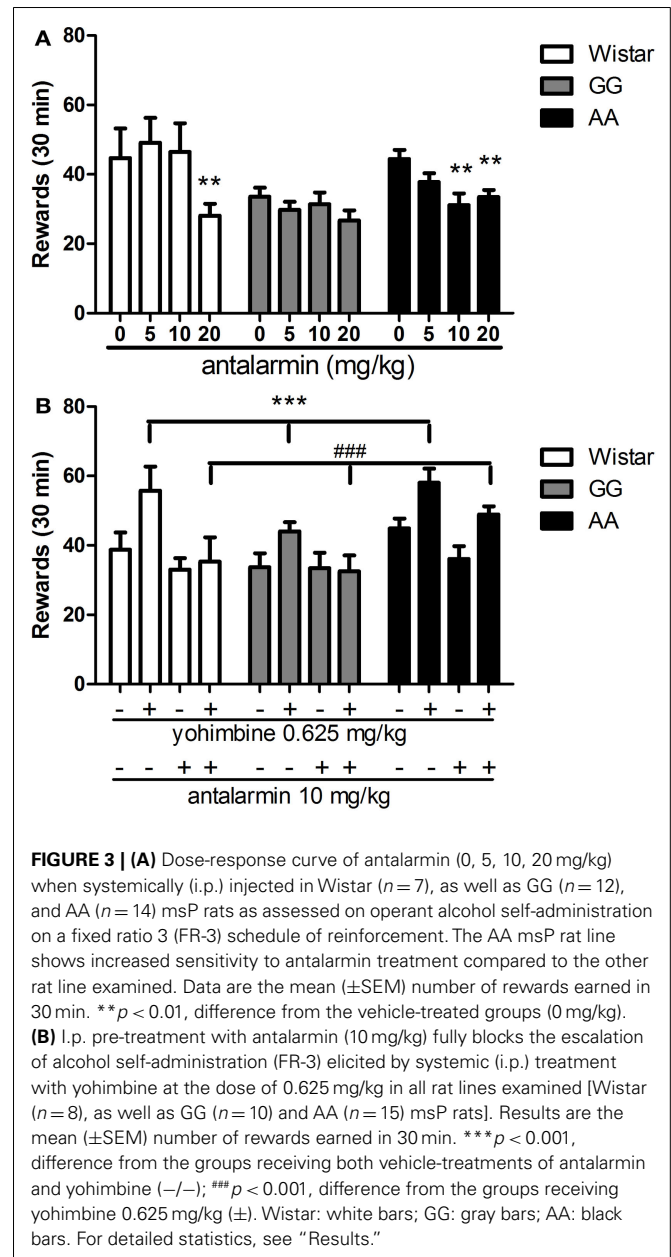 A
80
60
40
20
0
Rewards (30 min)
Wistar
GG
AA
**
**
**
0 5 10 20 0 5 10 20 0 5 10 20
antalarmin (mg/kg)
B
80
60
40
20
0
Rewards (30 min)
***
###
Wistar
GG
AA
- + - + - + - + - + - +
yohimbine 0.625 mg/kg
- - + + - - + + - - + +
antalarmin 10 mg/kg
FIGURE 3 | (A) Dose-response curve of antalarmin (0, 5, 10, 20 mg/kg)
when systemically (i.p.) injected in Wistar (n = 7), as well as GG (n = 12),
and AA (n = 14) msP rats as assessed on operant alcohol self-administration
on a fixed ratio 3 (FR-3) schedule of reinforcement. The AA msP rat line
shows increased sensitivity to antalarmin treatment compared to the other
rat line examined. Data are the mean (±SEM) number of rewards earned in
30 min. **p < 0.01, difference from the vehicle-treated groups (0 mg/kg).
(B) I.p. pre-treatment with antalarmin (10 mg/kg) fully blocks the escalation
of alcohol self-administration (FR-3) elicited by systemic (i.p.) treatment
with yohimbine at the dose of 0.625 mg/kg in all rat lines examined [Wistar
(n = 8), as well as GG (n = 10) and AA (n = 15) msP rats]. Results are the
mean (±SEM) number of rewards earned in 30 min. ***p < 0.001,
difference from the groups receiving both vehicle-treatments of antalarmin
and yohimbine (−/−); ###p < 0.001, difference from the groups receiving
yohimbine 0.625 mg/kg (±). Wistar: white bars; GG: gray bars; AA: black
bars. For detailed statistics, see “Results.”